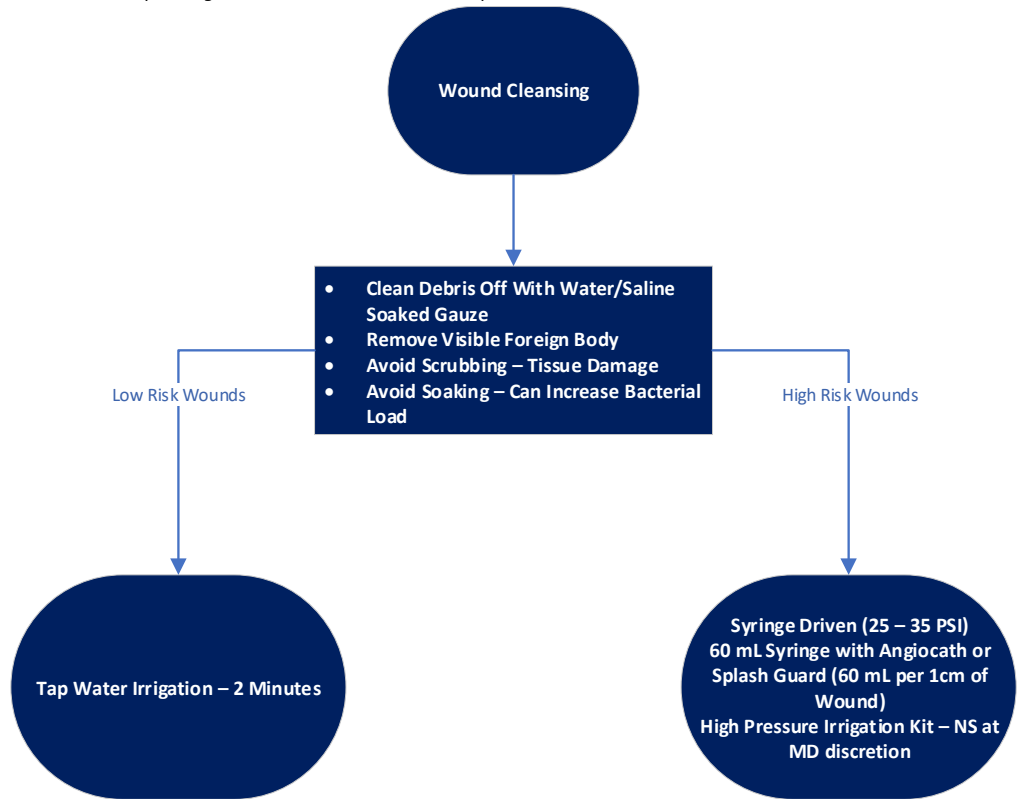 Wound Cleansing
• Clean Debris Off With Water/Saline
Soaked Gauze
• Remove Visible Foreign Body
• Avoid Scrubbing – Tissue Damage
• Avoid Soaking – Can Increase Bacterial
Load
Low Risk Wounds
High Risk Wounds
Tap Water Irrigation – 2 Minutes
Syringe Driven (25 – 35 PSI)
60 mL Syringe with Angiocath or
Splash Guard (60 mL per 1cm of
Wound)
High Pressure Irrigation Kit – NS at
MD discretion